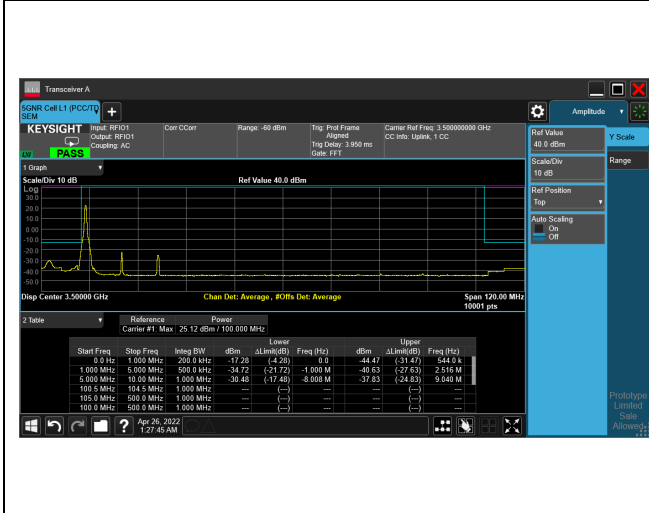 Transceiver A
5GNR Cell L1 (PCC/TD
SEM
+
Amplitude
KEYSIGHT
LXI
PASS
Input: RFIO1
Output: RFIO1
Coupling: AC
Corr CCorr
Range: -60 dBm
Trig: Prot Frame
Aligned
Trig Delay: 3.950 ms
Gate: FFT
Carrier Ref Freq: 3.500000000 GHz
CC Info: Uplink, 1 CC
Ref Value
40.0 dBm
Scale/Div
10 dB
Ref Position
Top
Auto Scaling
On
Off
Y Scale
Range
1 Graph
Scale/Div 10 dB
Ref Value 40.0 dBm
Log
30.0
20.0
10.0
0.00
-10.0
-20.0
-30.0
-40.0
-50.0
Disp Center 3.50000 GHz
Chan Det: Average , #Offs Det: Average
Span 120.00 MHz
10001 pts
2 Table
Reference Power
Carrier #1: Max 25.12 dBm / 100.000 MHz
Lower Upper
Start Freq Stop Freq Integ BW dBm ΔLimit(dB) Freq (Hz) dBm ΔLimit(dB) Freq (Hz)
0.0 Hz 1.000 MHz 200.0 kHz -17.28 (-4.28) 0.0 -44.47 (-31.47) 544.0 k
1.000 MHz 5.000 MHz 500.0 kHz -34.72 (-21.72) -1.000 M -40.63 (-27.63) 2.516 M
5.000 MHz 10.00 MHz 1.000 MHz -30.48 (-17.48) -8.008 M -37.83 (-24.83) 9.040 M
100.5 MHz 104.5 MHz 1.000 MHz --- (---) --- --- (---) ---
105.0 MHz 500.0 MHz 1.000 MHz --- (---) --- --- (---) ---
100.0 MHz 500.0 MHz 1.000 MHz --- (---) --- --- (---) ---
Prototype
Limited
Sale
Allowed
?
Apr 26, 2022
1:27:45 AM